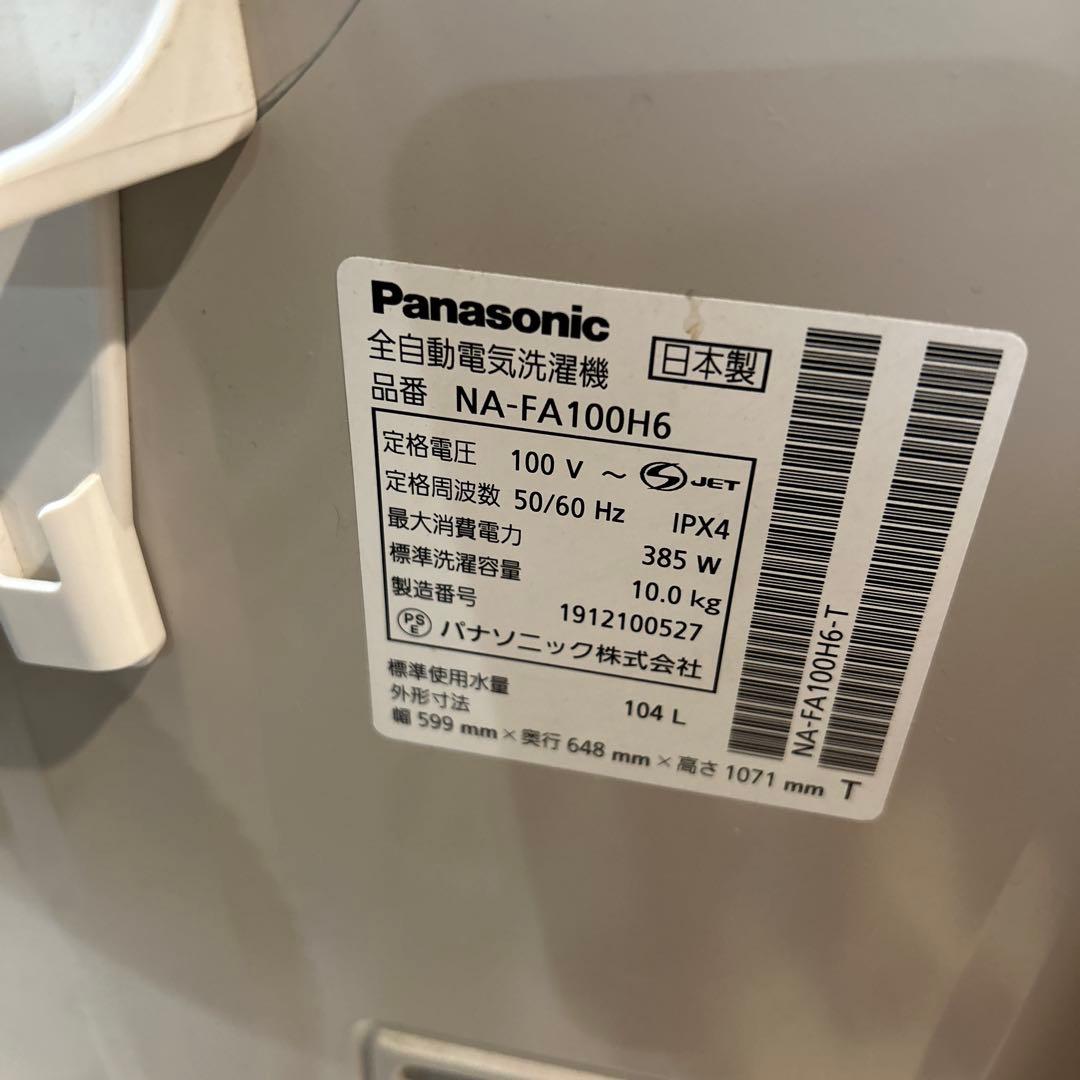 Panasonic
全自動電気洗濯機 日本製
品番 NA-FA100H6
定格電圧 100 V ~ S JET
定格周波数 50/60 Hz IPX4
最大消費電力 385 W
標準洗濯容量 10.0 kg
製造番号 1912100527
PSE パナソニック株式会社
標準使用水量 104 L
外形寸法
幅 599 mm × 奥行 648 mm × 高さ 1071 mm T
NA-FA100H6-T